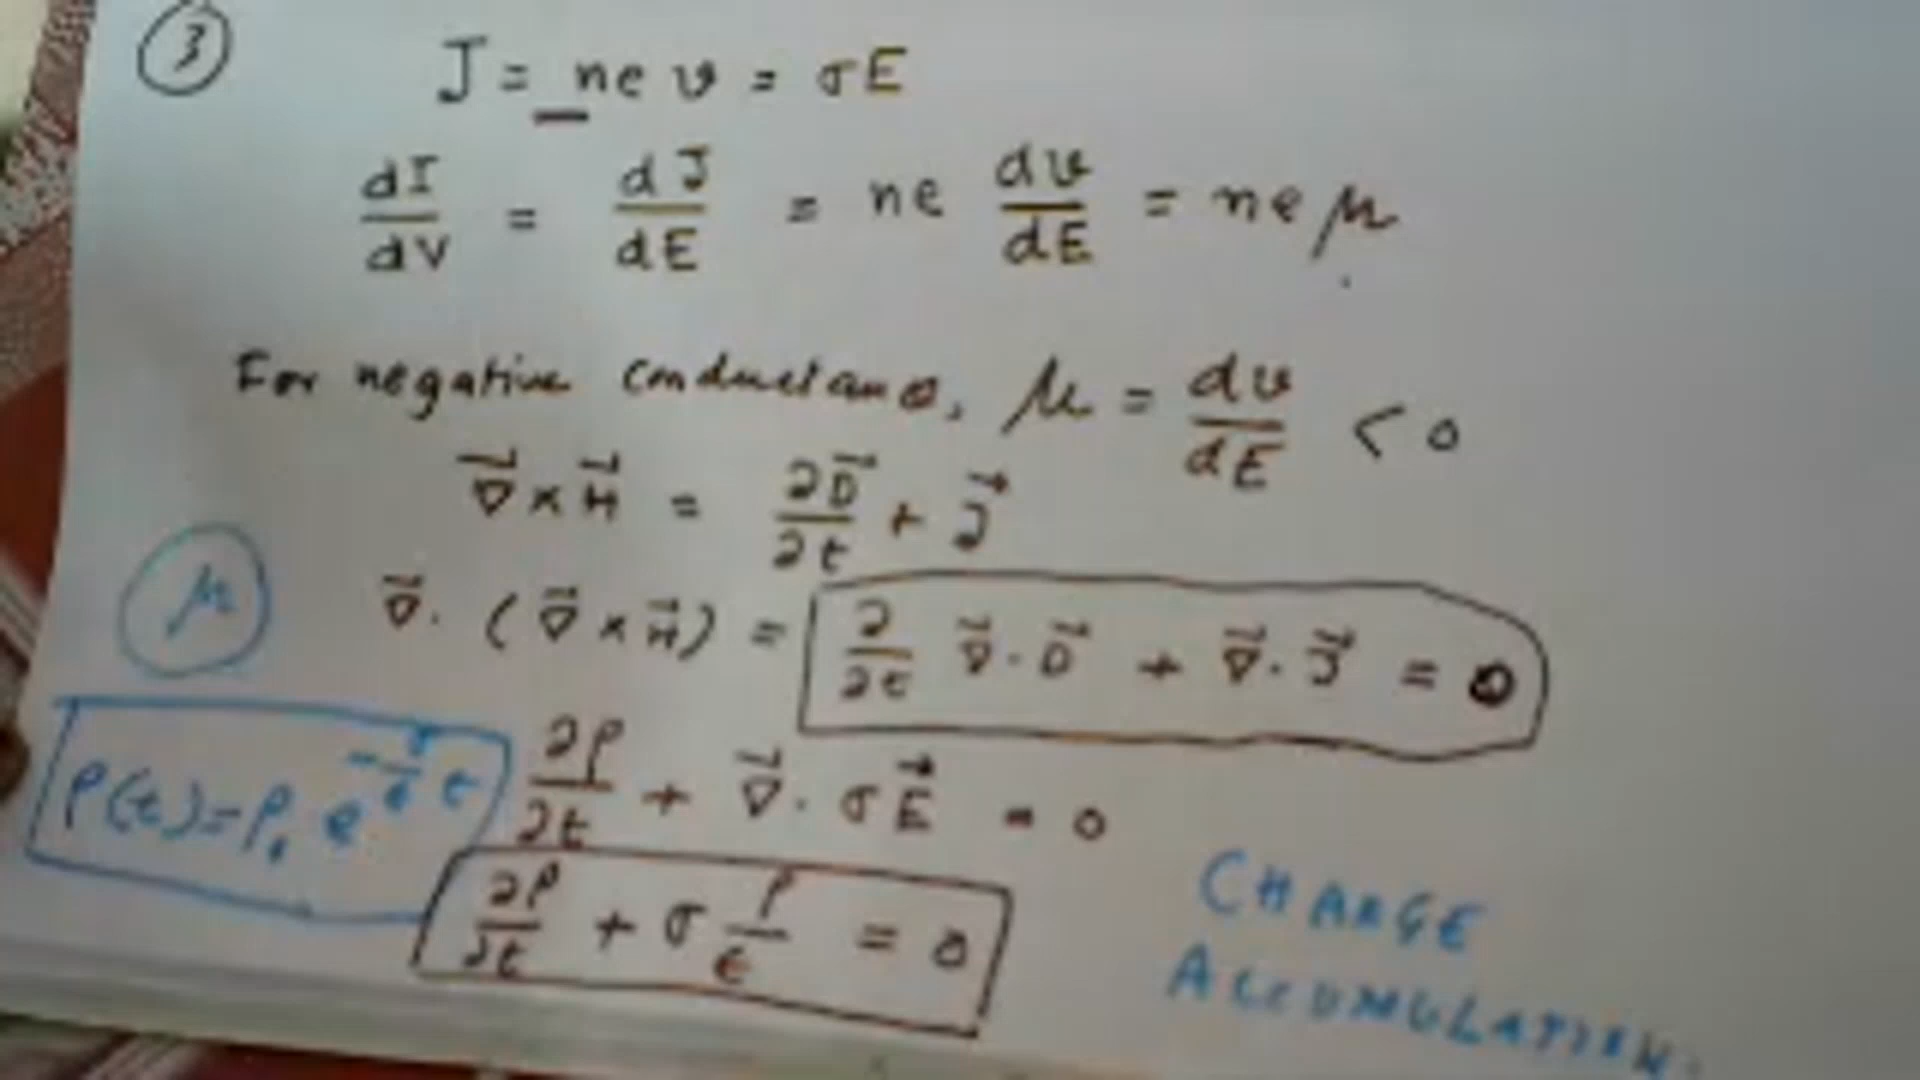 3
J = ne v = σE
dI/dV = dJ/dE = ne dv/dE = ne μ
For negative conductance, μ = dv/dE < 0
∇⃗ × H⃗ = ∂D⃗/∂t + J⃗
μ
∇⃗ · (∇⃗ × H⃗) = ∂/∂t ∇⃗ · D⃗ + ∇⃗ · J⃗ = 0
∂ρ/∂t + ∇⃗ · σE⃗ = 0
ρ(t) = ρ₀ e^(-σ/ε t)
∂ρ/∂t + σ ρ/ε = 0
CHARGE
ACCUMULATION.